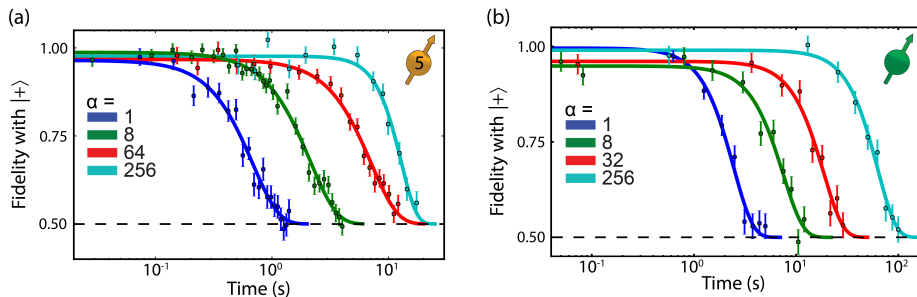 (a)
Fidelity with |+⟩
1.00
0.75
0.50
α =
1
8
64
256
5
10⁻¹
10⁰
10¹
Time (s)
(b)
Fidelity with |+⟩
1.00
0.75
0.50
α =
1
8
32
256
10⁻¹
10⁰
10¹
10²
Time (s)